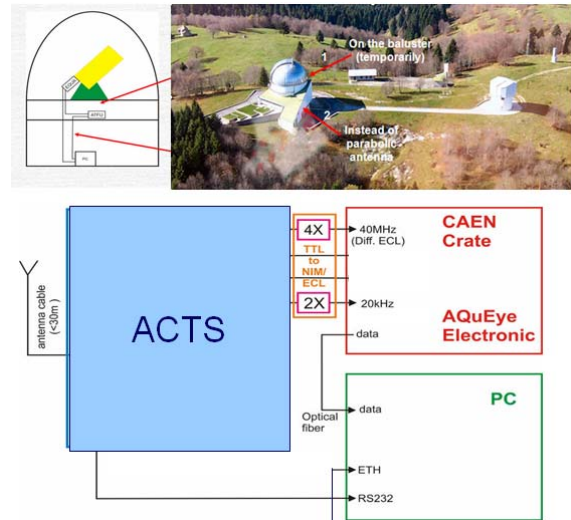 1
On the baluster
(temporarily)
2
Instead of
parabolic
antenna
PC
antenna cable
(<30m )
ACTS
4X
TTL
to
NIM/
ECL
2X
40MHz
(Diff. ECL)
20kHz
data
CAEN
Crate
AQuEye
Electronic
Optical
fiber
data
PC
ETH
RS232